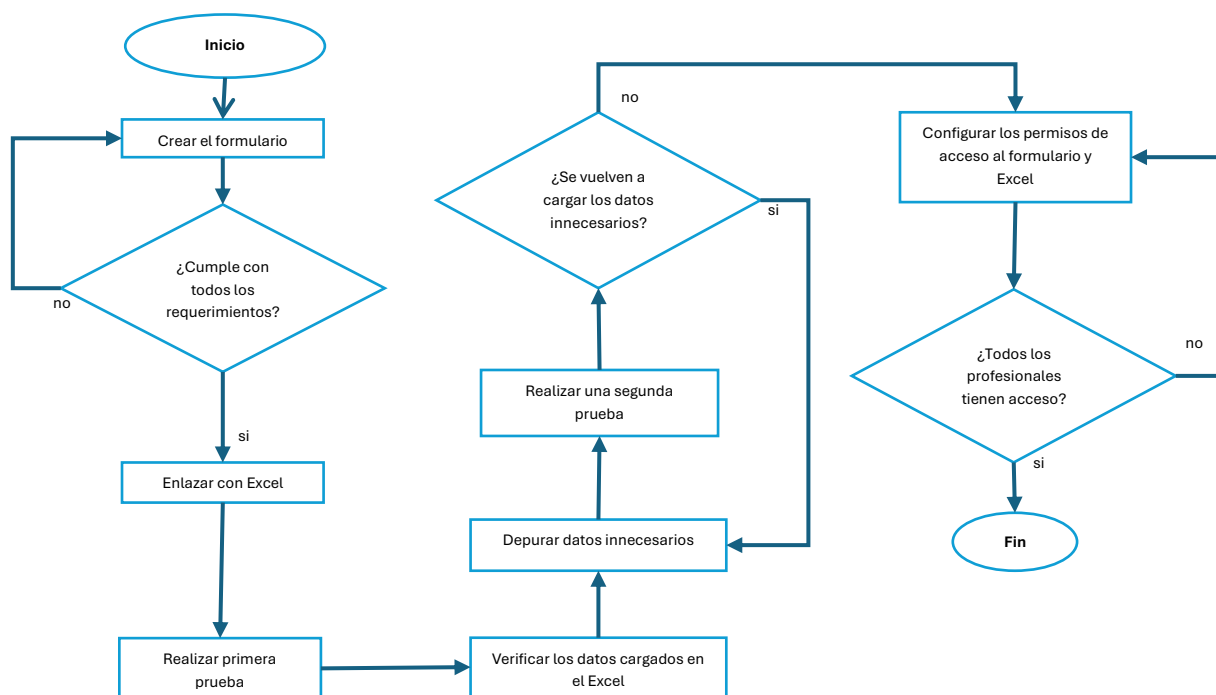 Inicio
Crear el formulario
¿Cumple con
todos los
requerimientos?
no
si
Enlazar con Excel
Realizar primera
prueba
Verificar los datos cargados en
el Excel
Depurar datos innecesarios
Realizar una segunda
prueba
¿Se vuelven a
cargar los datos
innecesarios?
si
no
Configurar los permisos de
acceso al formulario y
Excel
¿Todos los
profesionales
tienen acceso?
no
si
Fin